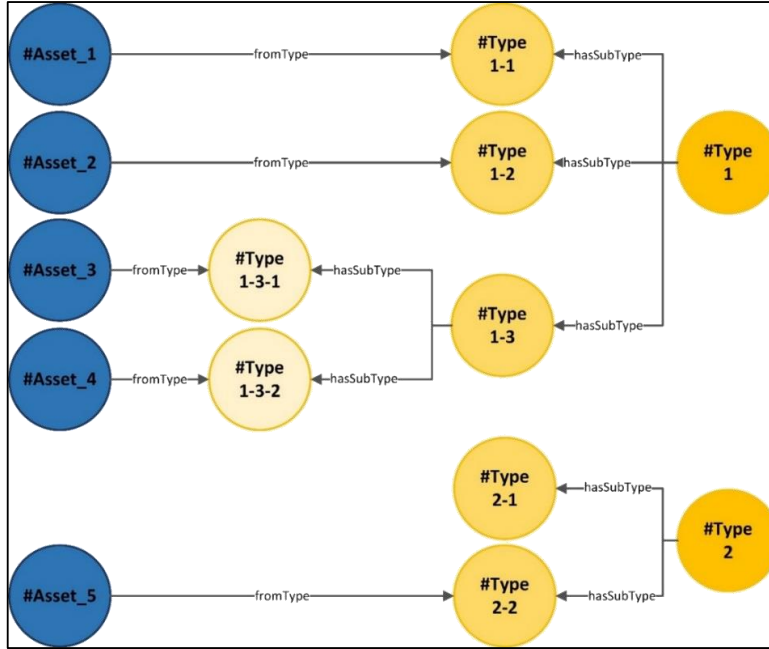 #Asset_1
fromType
#Type
1-1
hasSubType
#Asset_2
fromType
#Type
1-2
hasSubType
#Type
1
#Asset_3
fromType
#Type
1-3-1
hasSubType
#Type
1-3
hasSubType
#Asset_4
fromType
#Type
1-3-2
hasSubType
#Type
2-1
hasSubType
#Type
2
#Asset_5
fromType
#Type
2-2
hasSubType